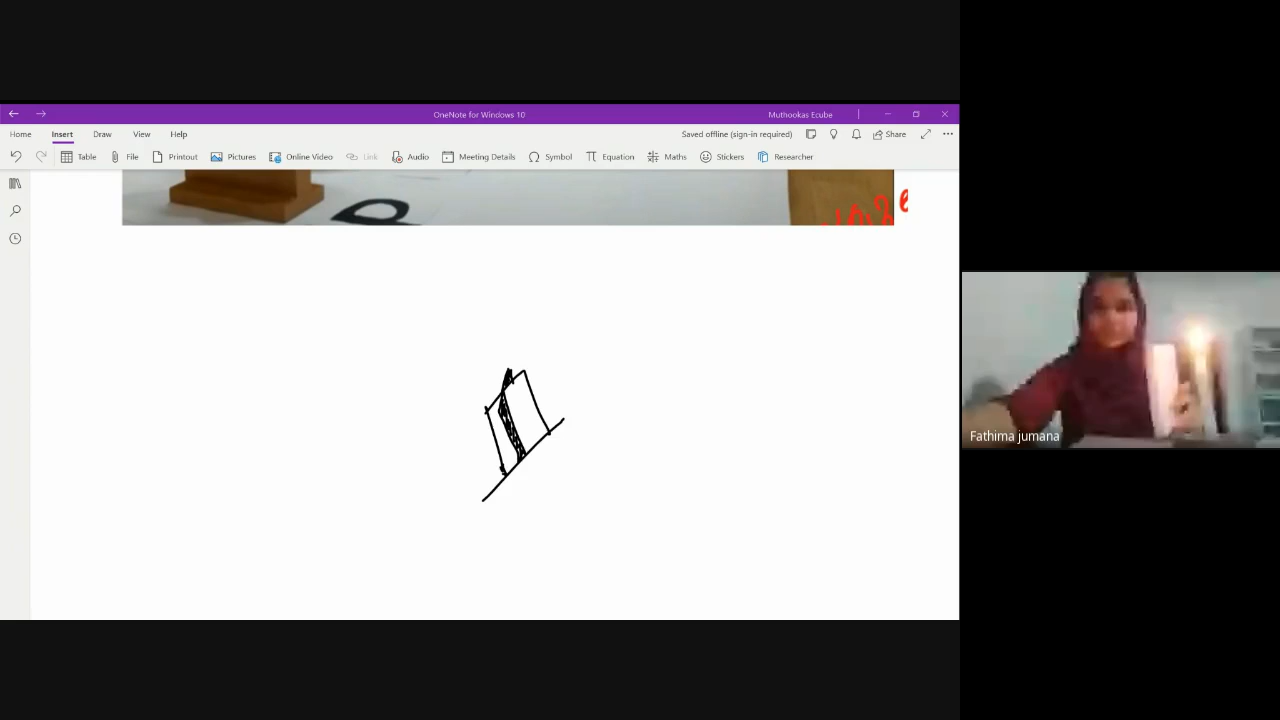 OneNote for Windows 10
Muthookas Ecube
Home Insert Draw View Help
Saved offline (sign-in required)
Share
Table File Printout Pictures Online Video Link Audio Meeting Details Symbol Equation Maths Stickers Researcher
Fathima jumana